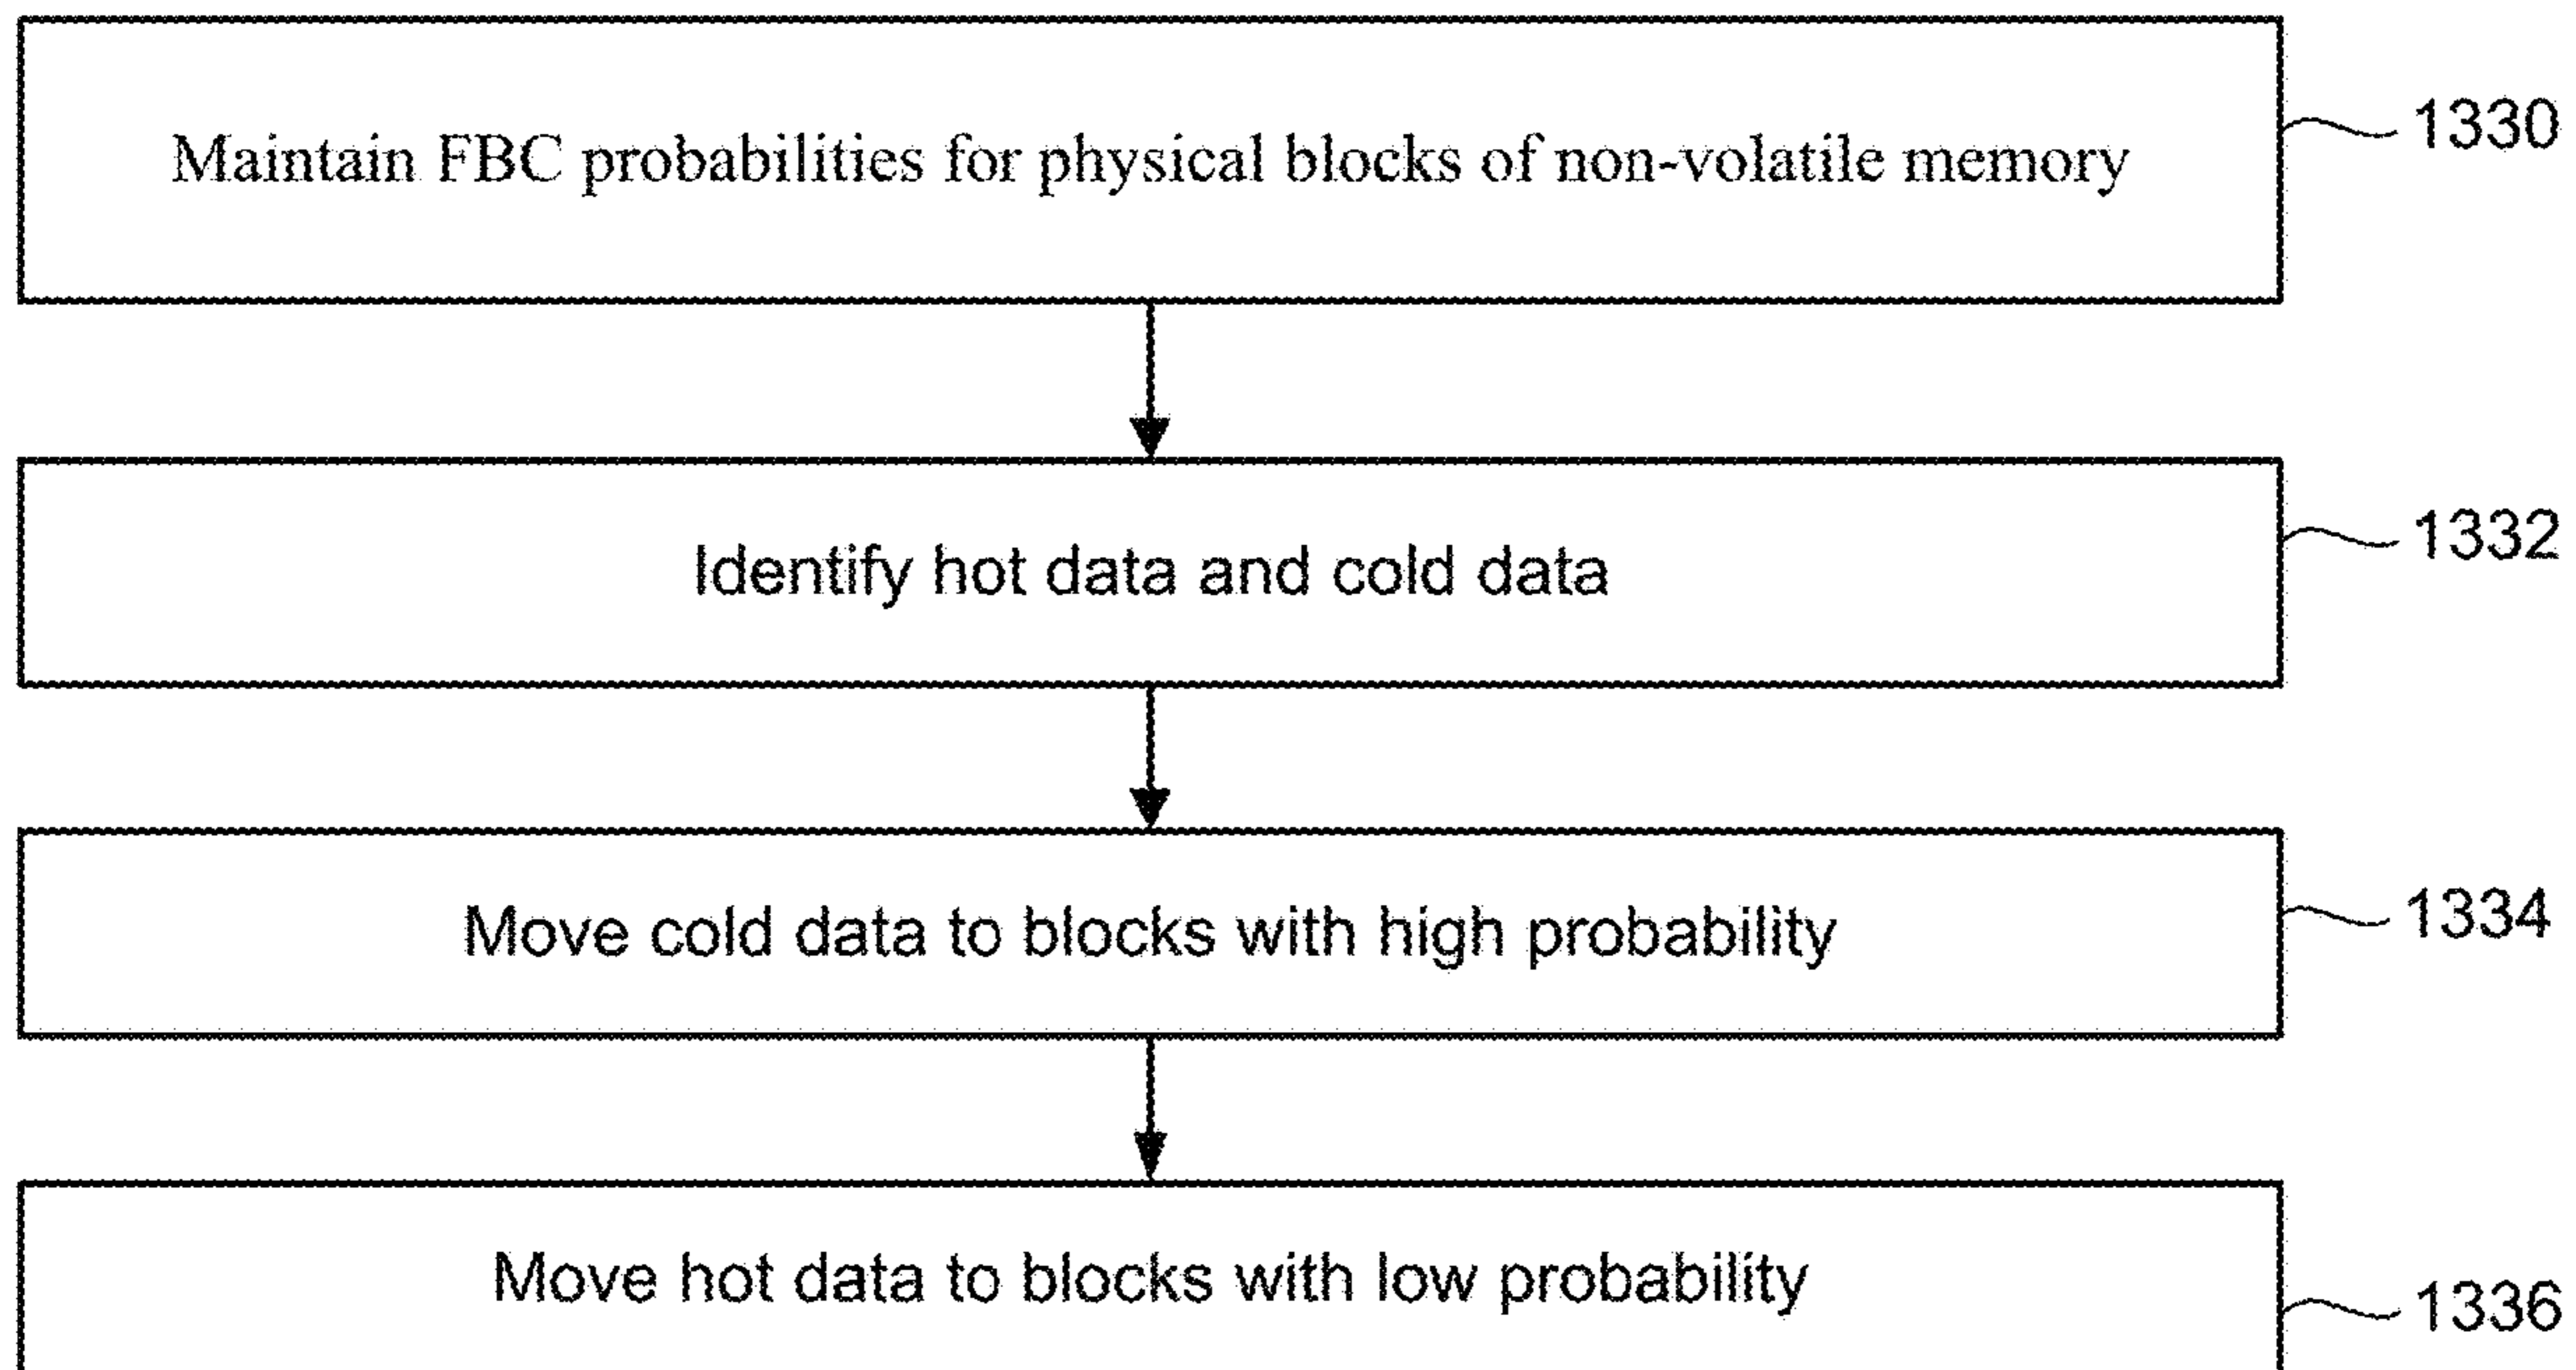 Maintain FBC probabilities for physical blocks of non-volatile memory
1330
Identify hot data and cold data
1332
Move cold data to blocks with high probability
1334
Move hot data to blocks with low probability
1336